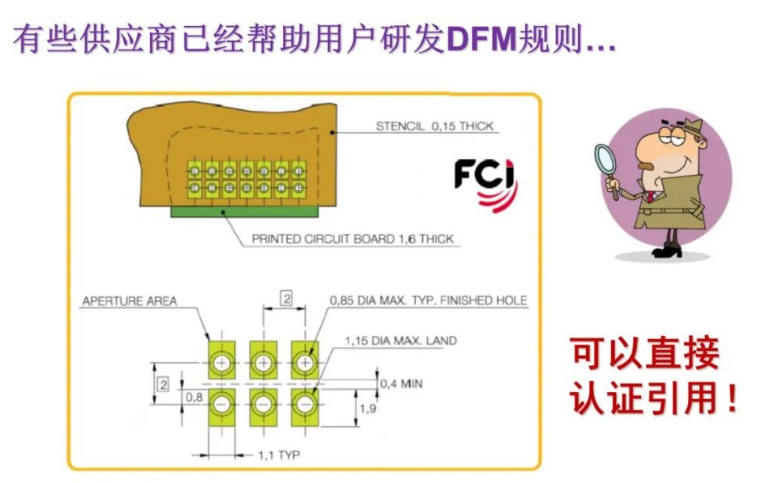 有些供应商已经帮助用户研发DFM规则...
STENCIL 0,15 THICK
FCI
PRINTED CIRCUIT BOARD 1,6 THICK
APERTURE AREA
2
0,85 DIA MAX. TYP. FINISHED HOLE
1,15 DIA MAX. LAND
2
0,8
0,4 MIN
1,9
1,1 TYP
可以直接
认证引用！